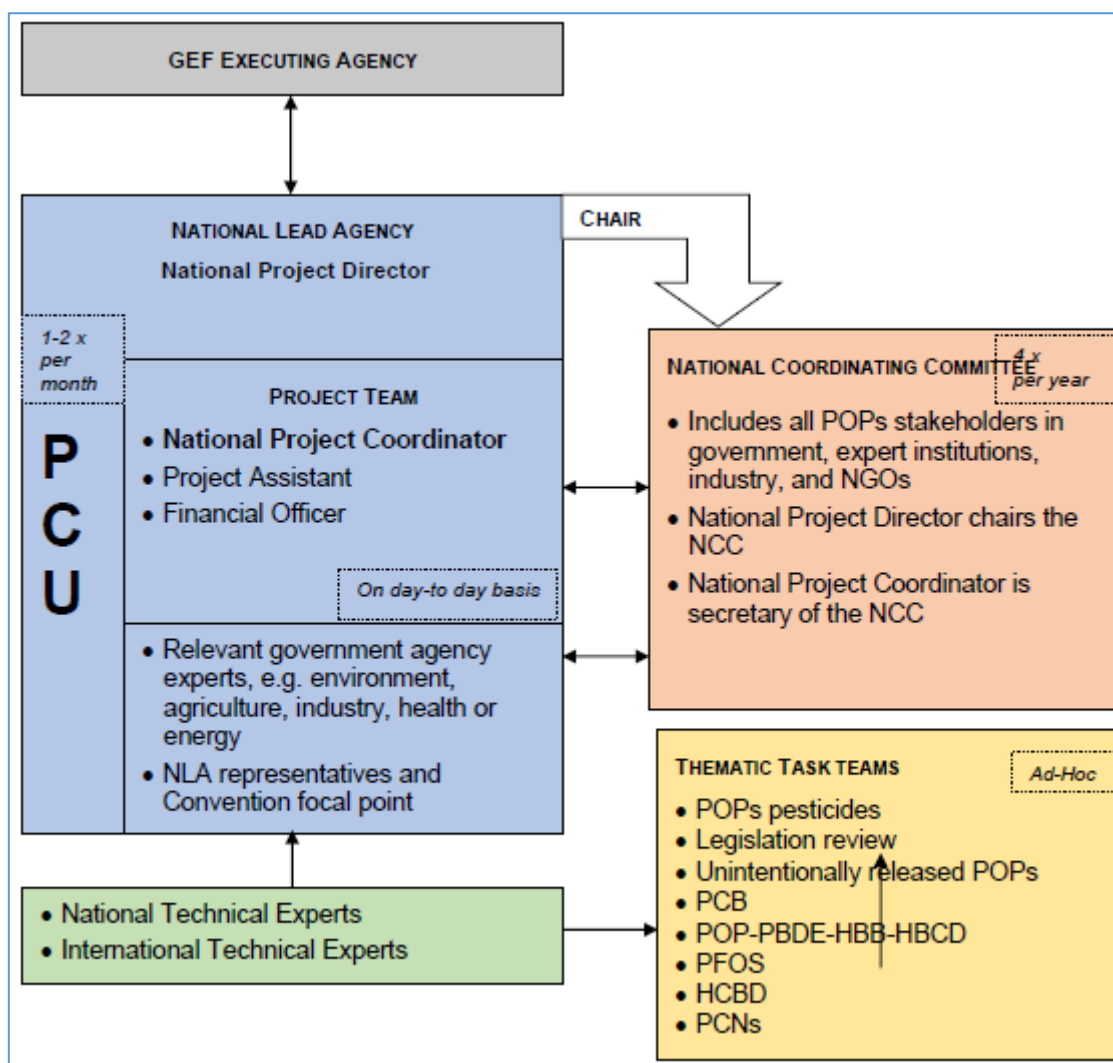 GEF EXECUTING AGENCY
NATIONAL LEAD AGENCY
National Project Director
CHAIR
1-2 x
per
month
P
C
U
PROJECT TEAM
• National Project Coordinator
• Project Assistant
• Financial Officer
On day-to day basis
• Relevant government agency
experts, e.g. environment,
agriculture, industry, health or
energy
• NLA representatives and
Convention focal point
NATIONAL COORDINATING COMMITTEE
4 x
per year
• Includes all POPs stakeholders in
government, expert institutions,
industry, and NGOs
• National Project Director chairs the
NCC
• National Project Coordinator is
secretary of the NCC
THEMATIC TASK TEAMS
Ad-Hoc
• POPs pesticides
• Legislation review
• Unintentionally released POPs
• PCB
• POP-PBDE-HBB-HBCD
• PFOS
• HCBD
• PCNs
• National Technical Experts
• International Technical Experts